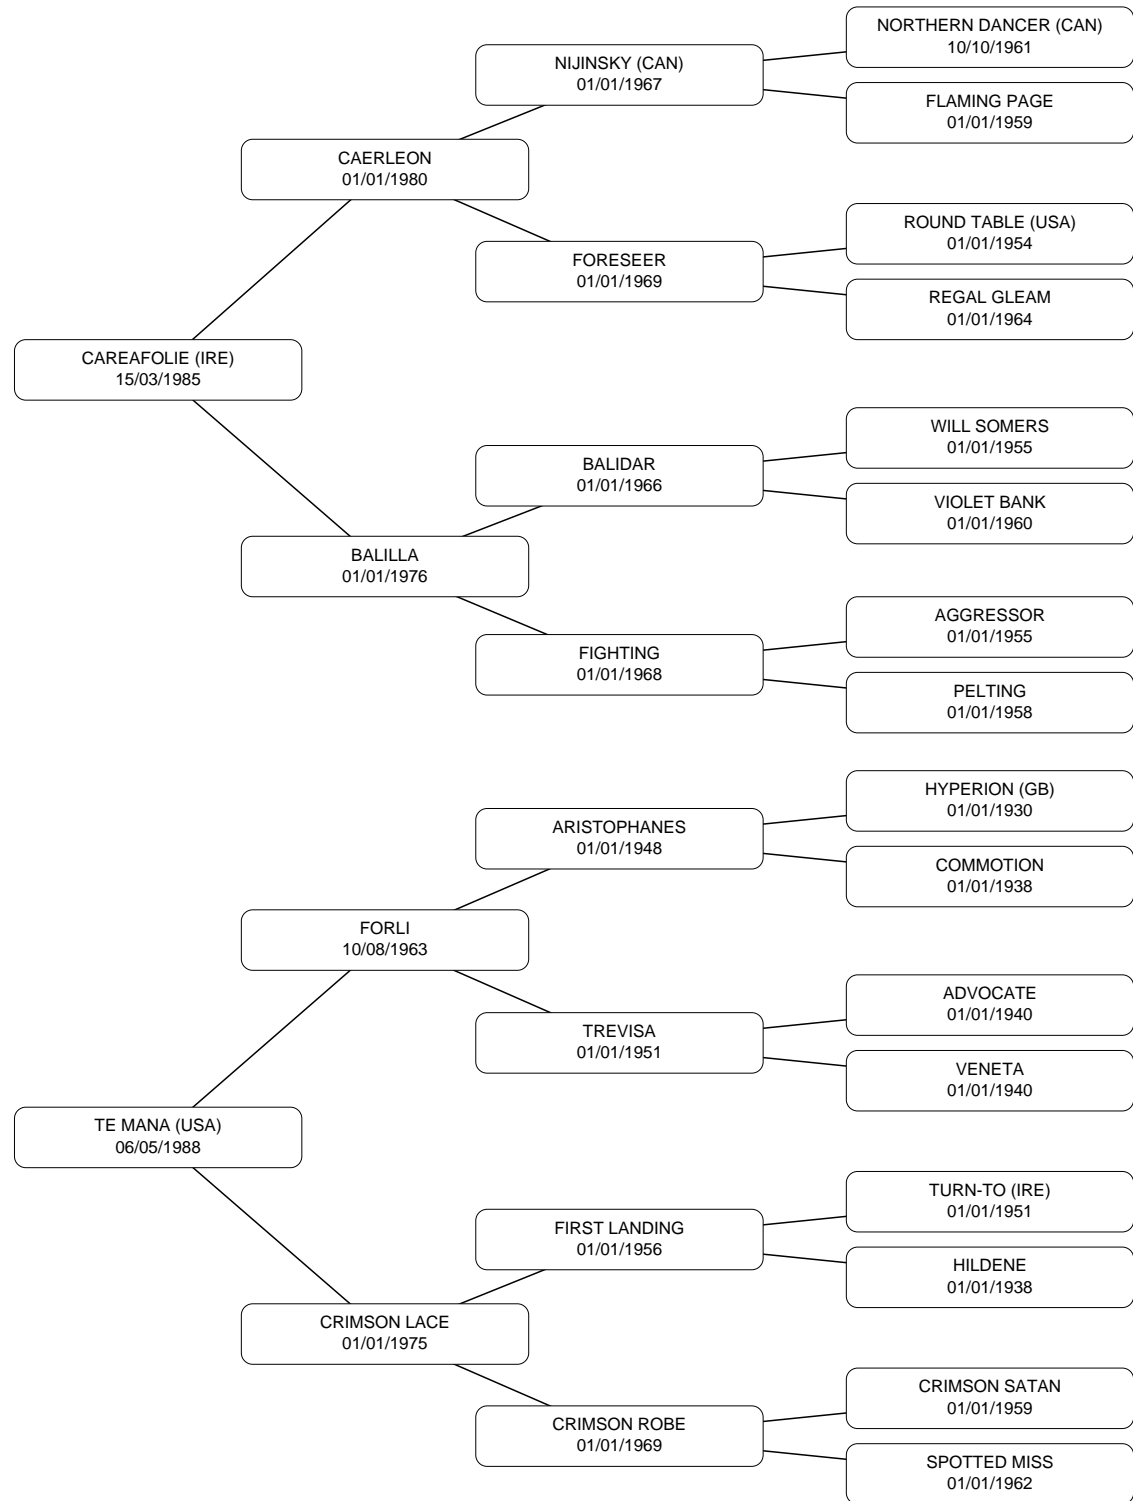 NORTHERN DANCER (CAN)
10/10/1961
NIJINSKY (CAN)
01/01/1967
FLAMING PAGE
01/01/1959
CAERLEON
01/01/1980
ROUND TABLE (USA)
01/01/1954
FORESEER
01/01/1969
REGAL GLEAM
01/01/1964
CAREAFOLIE (IRE)
15/03/1985
WILL SOMERS
01/01/1955
BALIDAR
01/01/1966
VIOLET BANK
01/01/1960
BALILLA
01/01/1976
AGGRESSOR
01/01/1955
FIGHTING
01/01/1968
PELTING
01/01/1958
HYPERION (GB)
01/01/1930
ARISTOPHANES
01/01/1948
COMMOTION
01/01/1938
FORLI
10/08/1963
ADVOCATE
01/01/1940
TREVISA
01/01/1951
VENETA
01/01/1940
TE MANA (USA)
06/05/1988
TURN-TO (IRE)
01/01/1951
FIRST LANDING
01/01/1956
HILDENE
01/01/1938
CRIMSON LACE
01/01/1975
CRIMSON SATAN
01/01/1959
CRIMSON ROBE
01/01/1969
SPOTTED MISS
01/01/1962